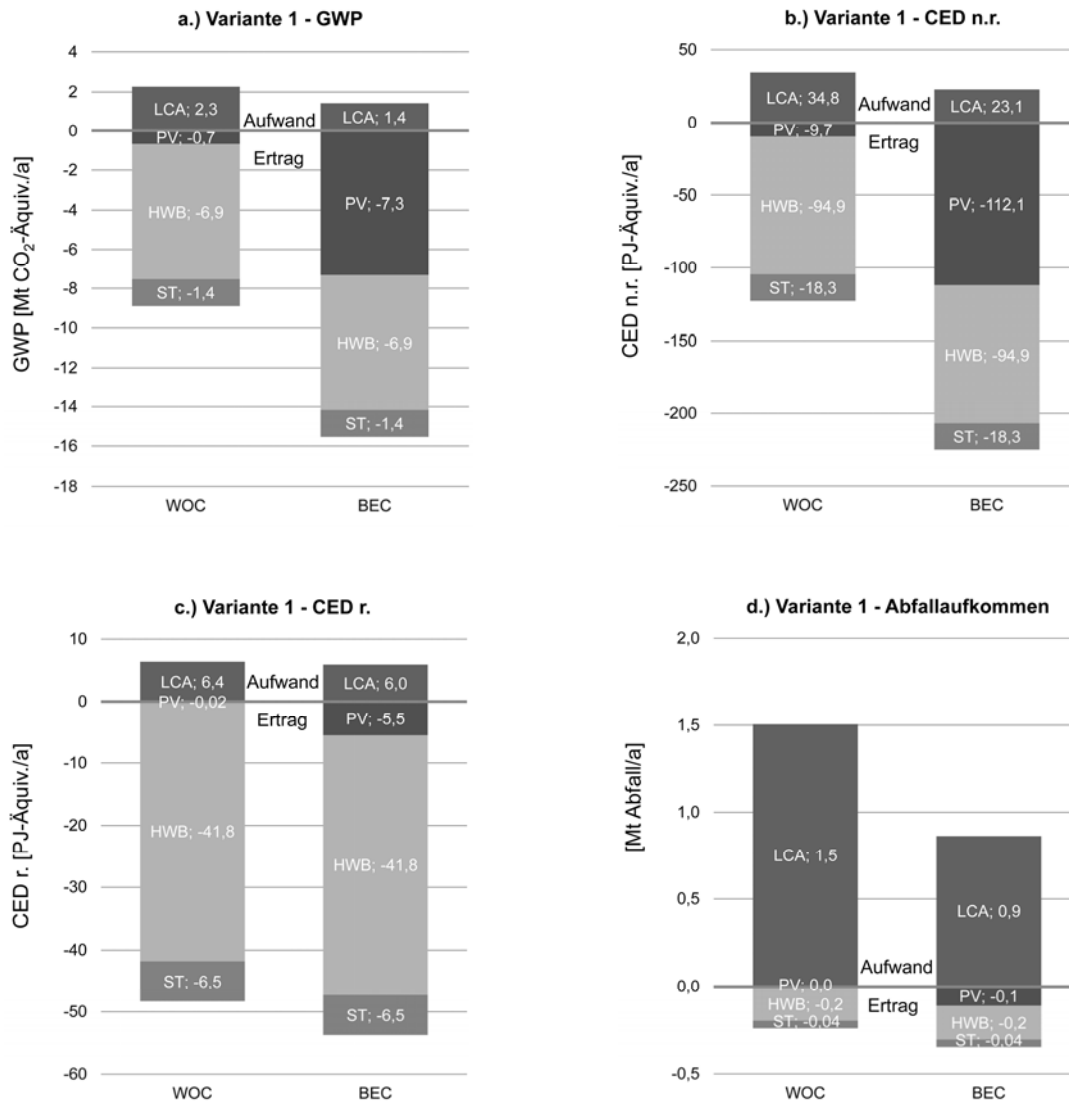 a.) Variante 1 - GWP
GWP [Mt CO₂-Äquiv./a]
4
2
0
-2
-4
-6
-8
-10
-12
-14
-16
-18
LCA; 2,3
PV; -0,7
HWB; -6,9
ST; -1,4
Aufwand
Ertrag
LCA; 1,4
PV; -7,3
HWB; -6,9
ST; -1,4
WOC
BEC
b.) Variante 1 - CED n.r.
CED n.r. [PJ-Äquiv./a]
50
0
-50
-100
-150
-200
-250
LCA; 34,8
PV; -9,7
HWB; -94,9
ST; -18,3
Aufwand
Ertrag
LCA; 23,1
PV; -112,1
HWB; -94,9
ST; -18,3
WOC
BEC
c.) Variante 1 - CED r.
CED r. [PJ-Äquiv./a]
10
0
-10
-20
-30
-40
-50
-60
LCA; 6,4
PV; -0,02
HWB; -41,8
ST; -6,5
Aufwand
Ertrag
LCA; 6,0
PV; -5,5
HWB; -41,8
ST; -6,5
WOC
BEC
d.) Variante 1 - Abfallaufkommen
[Mt Abfall/a]
2,0
1,5
1,0
0,5
0,0
-0,5
LCA; 1,5
PV; 0,0
HWB; -0,2
ST; -0,04
Aufwand
Ertrag
LCA; 0,9
PV; -0,1
HWB; -0,2
ST; -0,04
WOC
BEC